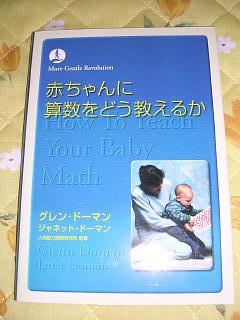 More Gentle Revolution
赤ちゃんに
算数をどう教えるか
How To Teach
Your Baby
Math
グレン・ドーマン
ジャネット・ドーマン
人間能力開発研究所 監修
Glenn Doman
Janet Doman